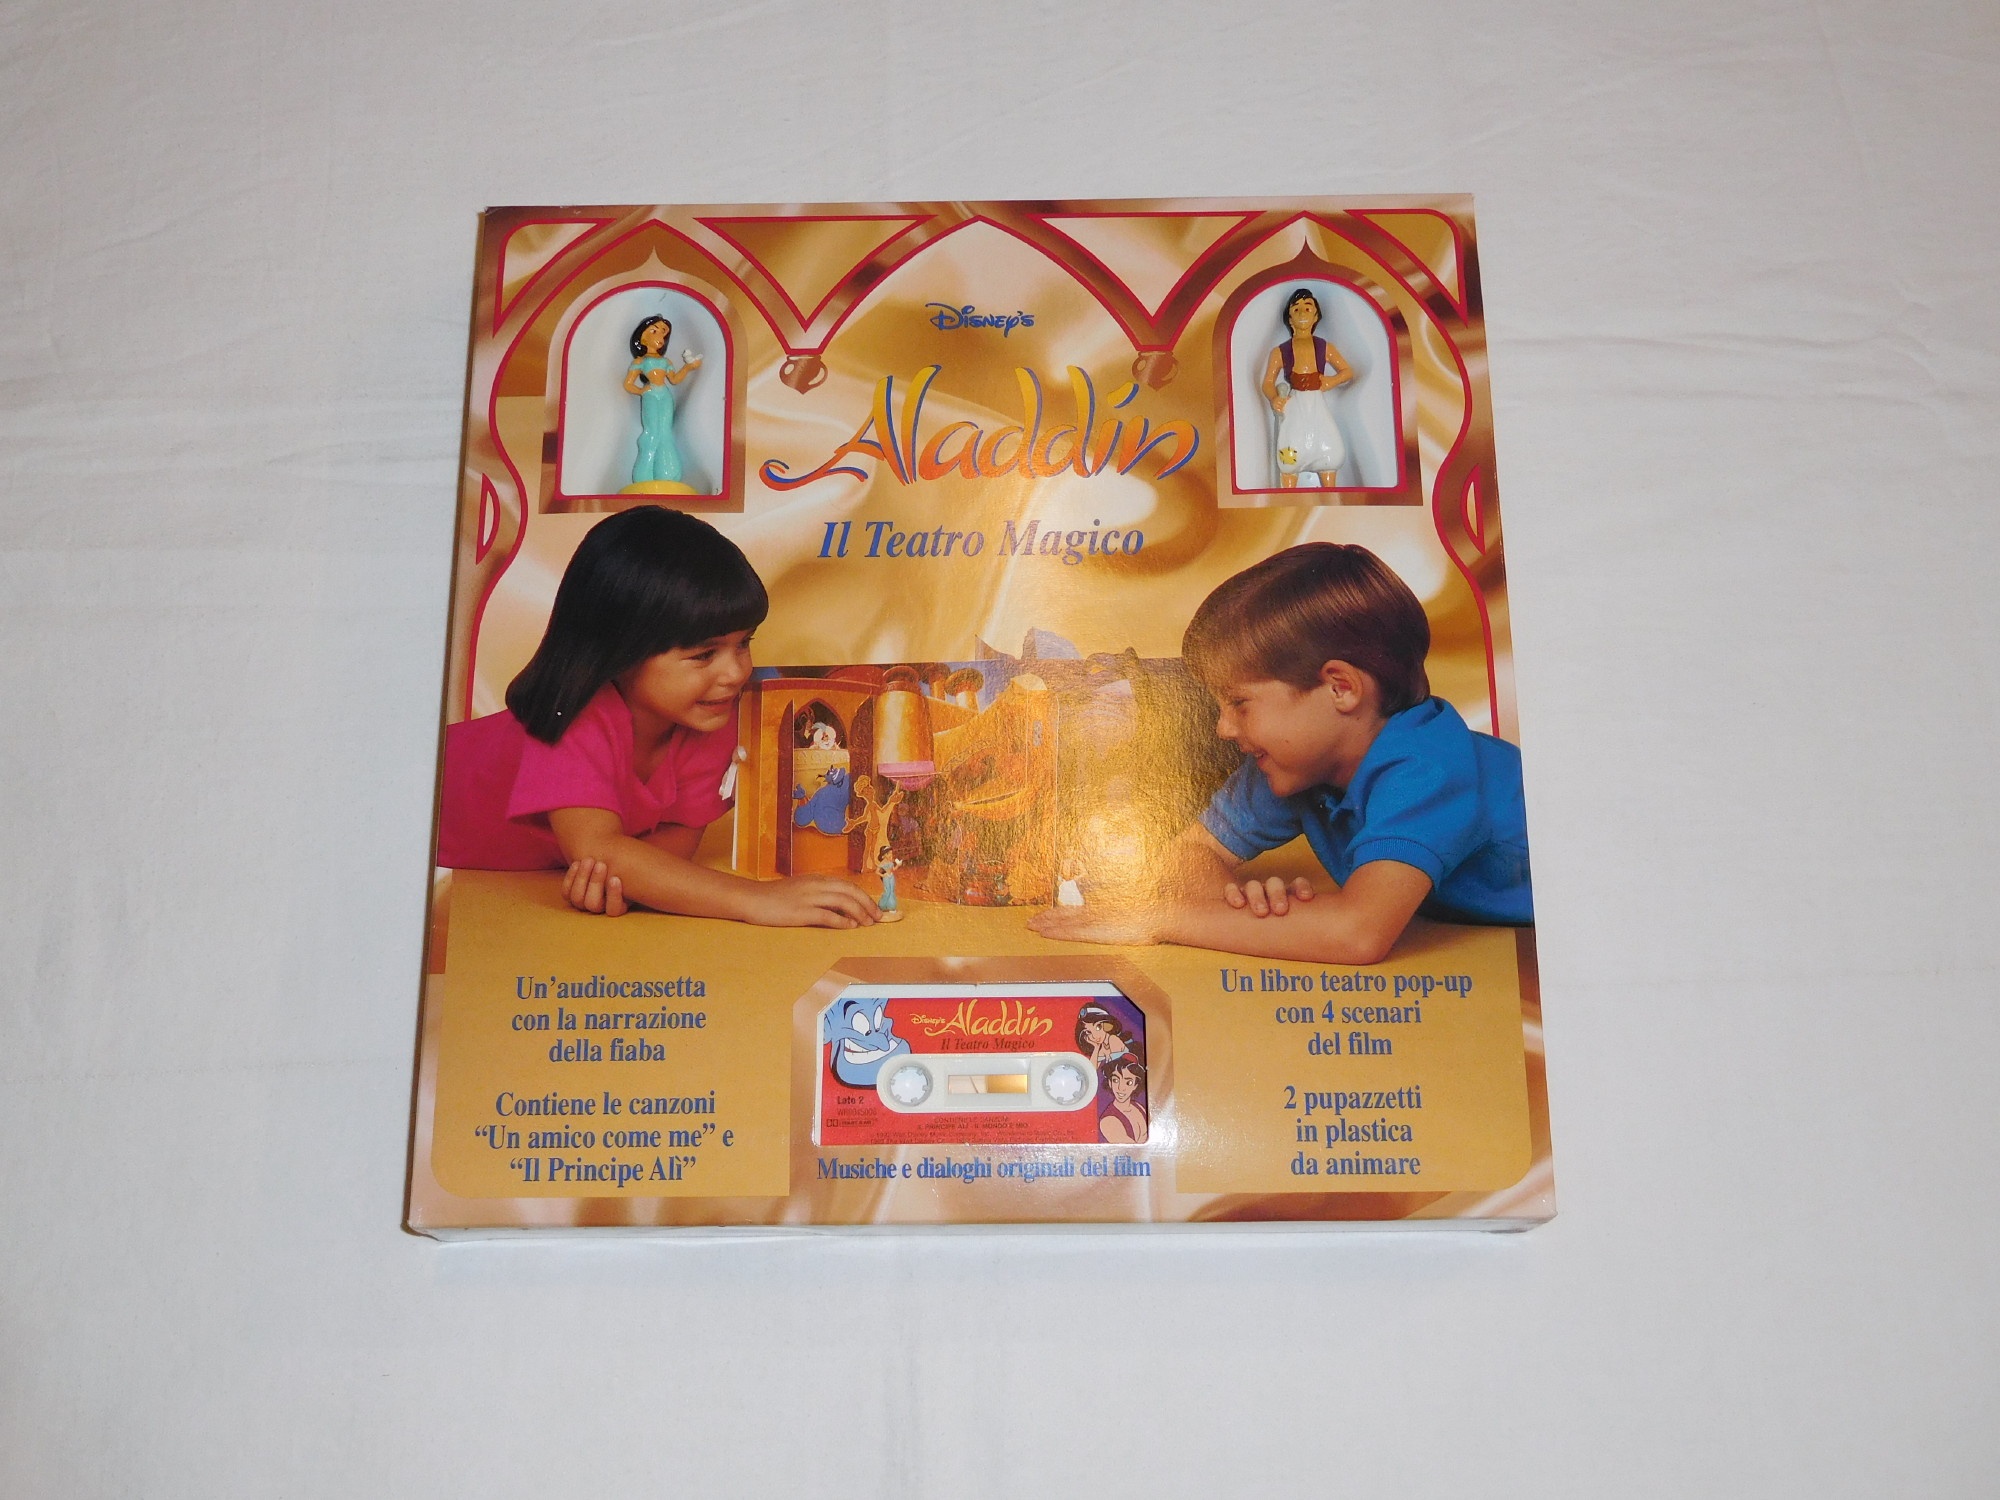 Disney's
Aladdin
Il Teatro Magico
Un'audiocassetta
con la narrazione
della fiaba
Contiene le canzoni
“Un amico come me” e
“Il Principe Alì”
Disney's Aladdin
Il Teatro Magico
Lato 2
Musiche e dialoghi originali del film
Un libro teatro pop-up
con 4 scenari
del film
2 pupazzetti
in plastica
da animare